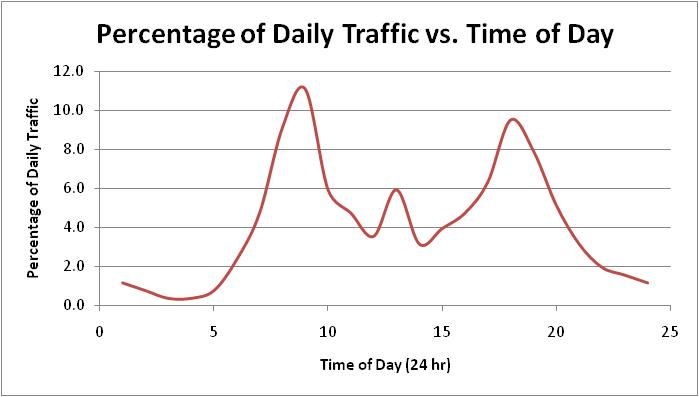 Percentage of Daily Traffic vs. Time of Day
Percentage of Daily Traffic
12.0
10.0
8.0
6.0
4.0
2.0
0.0
0 5 10 15 20 25
Time of Day (24 hr)